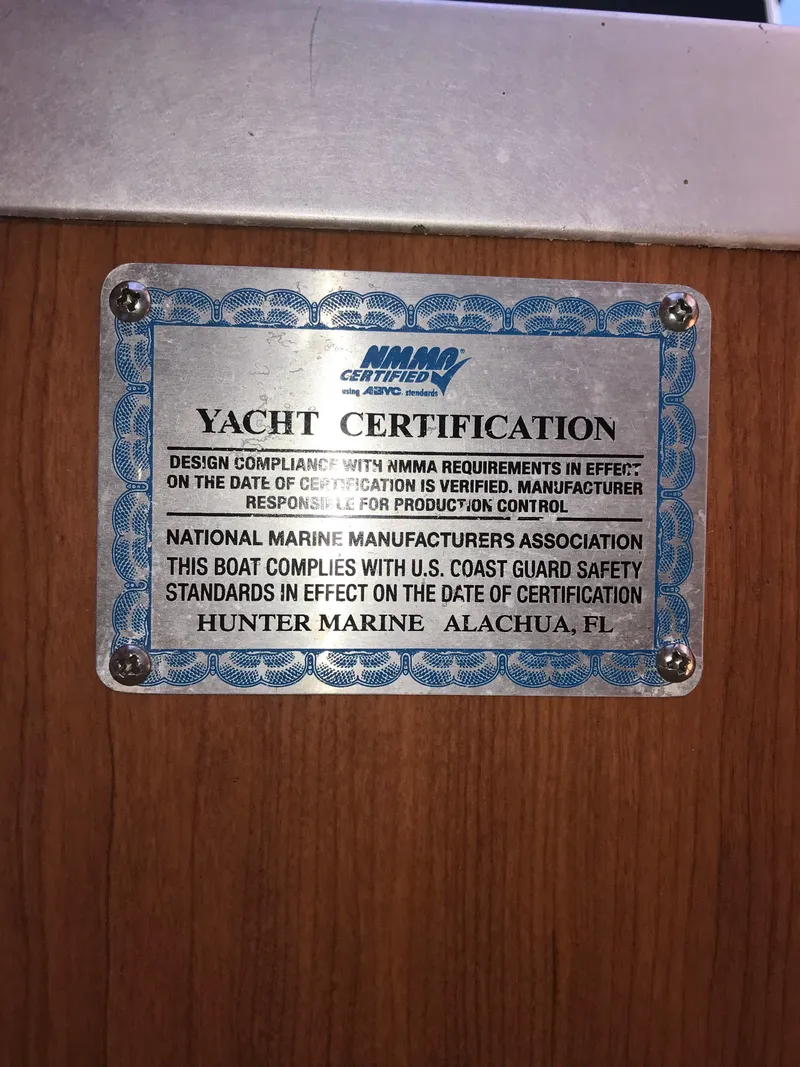 NMMA®
CERTIFIED
using ABYC standards
YACHT CERTIFICATION
DESIGN COMPLIANCE WITH NMMA REQUIREMENTS IN EFFECT
ON THE DATE OF CERTIFICATION IS VERIFIED. MANUFACTURER
RESPONSIBLE FOR PRODUCTION CONTROL
NATIONAL MARINE MANUFACTURERS ASSOCIATION
THIS BOAT COMPLIES WITH U.S. COAST GUARD SAFETY
STANDARDS IN EFFECT ON THE DATE OF CERTIFICATION
HUNTER MARINE ALACHUA, FL